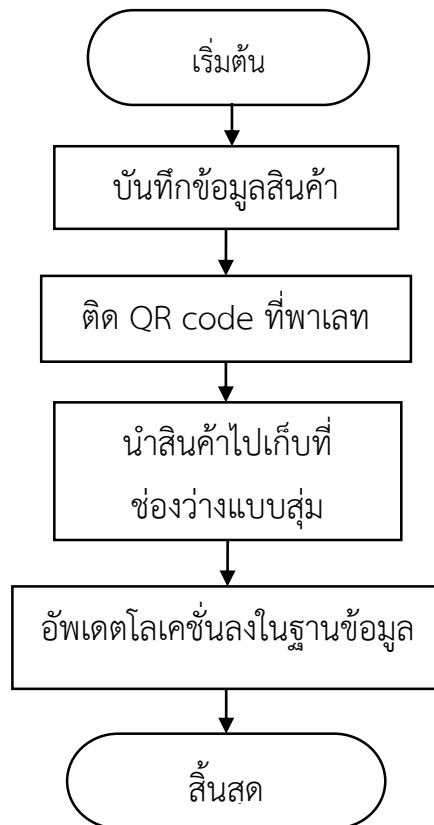 เริ่มต้น
บันทึกข้อมูลสินค้า
ติด QR code ที่พาเลท
นำสินค้าไปเก็บที่
ช่องว่างแบบสุ่ม
อัพเดตโลเคชั่นลงในฐานข้อมูล
สิ้นสุด